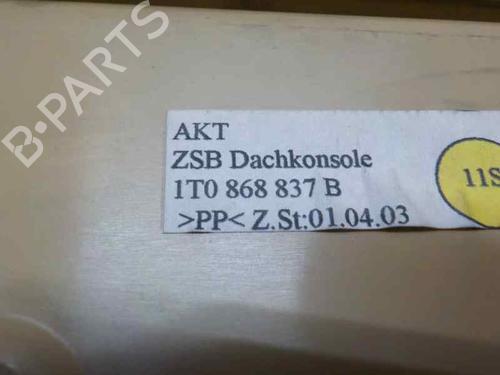 B-PARTS
AKT
ZSB Dachkonsole
1T0 868 837 B
>PP< Z.St:01.04.03
11S